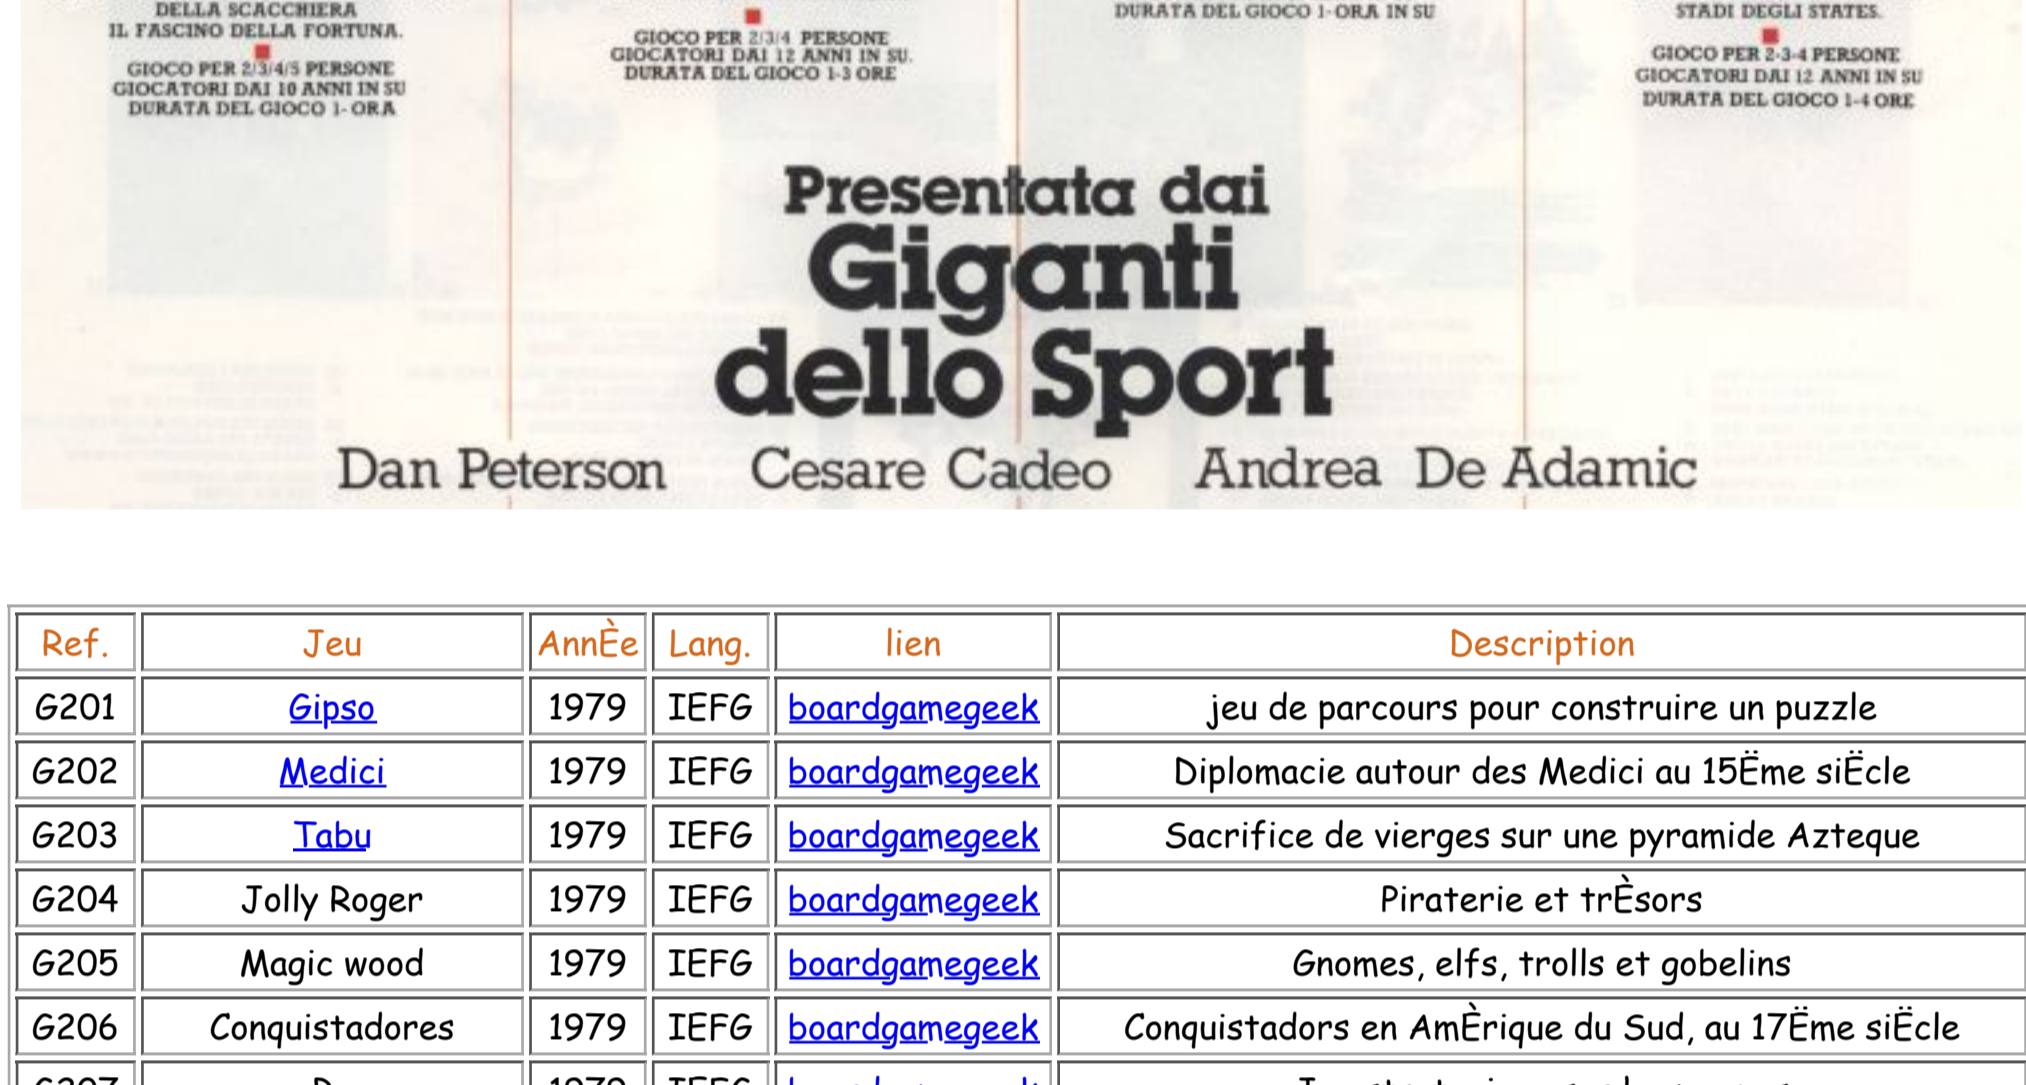 DELLA SCACCHIERA
IL FASCINO DELLA FORTUNA.
GIOCO PER 2/3/4/5 PERSONE
GIOCATORI DAI 10 ANNI IN SU
DURATA DEL GIOCO 1- ORA
GIOCO PER 2/3/4 PERSONE
GIOCATORI DAI 12 ANNI IN SU.
DURATA DEL GIOCO 1-3 ORE
DURATA DEL GIOCO 1- ORA IN SU
STADI DEGLI STATES.
GIOCO PER 2-3-4 PERSONE
GIOCATORI DAI 12 ANNI IN SU
DURATA DEL GIOCO 1-4 ORE
Presentata dai
Giganti
dello Sport
Dan Peterson Cesare Cadeo Andrea De Adamic
Ref. Jeu AnnÈe Lang. lien Description
G201 Gipso 1979 IEFG boardgamegeek jeu de parcours pour construire un puzzle
G202 Medici 1979 IEFG boardgamegeek Diplomacie autour des Medici au 15Ëme siËcle
G203 Tabu 1979 IEFG boardgamegeek Sacrifice de vierges sur une pyramide Azteque
G204 Jolly Roger 1979 IEFG boardgamegeek Piraterie et trÈsors
G205 Magic wood 1979 IEFG boardgamegeek Gnomes, elfs, trolls et gobelins
G206 Conquistadores 1979 IEFG boardgamegeek Conquistadors en AmÈrique du Sud, au 17Ëme siËcle